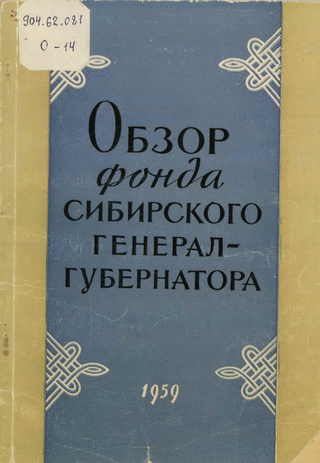 904.62.081
О-14
ОБЗОР
фонда
СИБИРСКОГО
ГЕНЕРАЛ-
ГУБЕРНАТОРА
1959